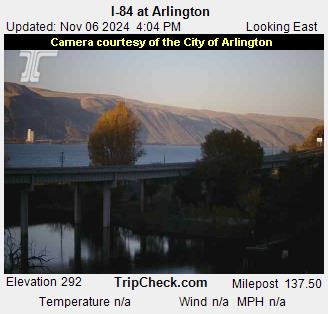 I-84 at Arlington
Updated: Nov 06 2024 4:04 PM Looking East
Camera courtesy of the City of Arlington
Elevation 292 TripCheck.com Milepost 137.50
Temperature n/a Wind n/a MPH n/a